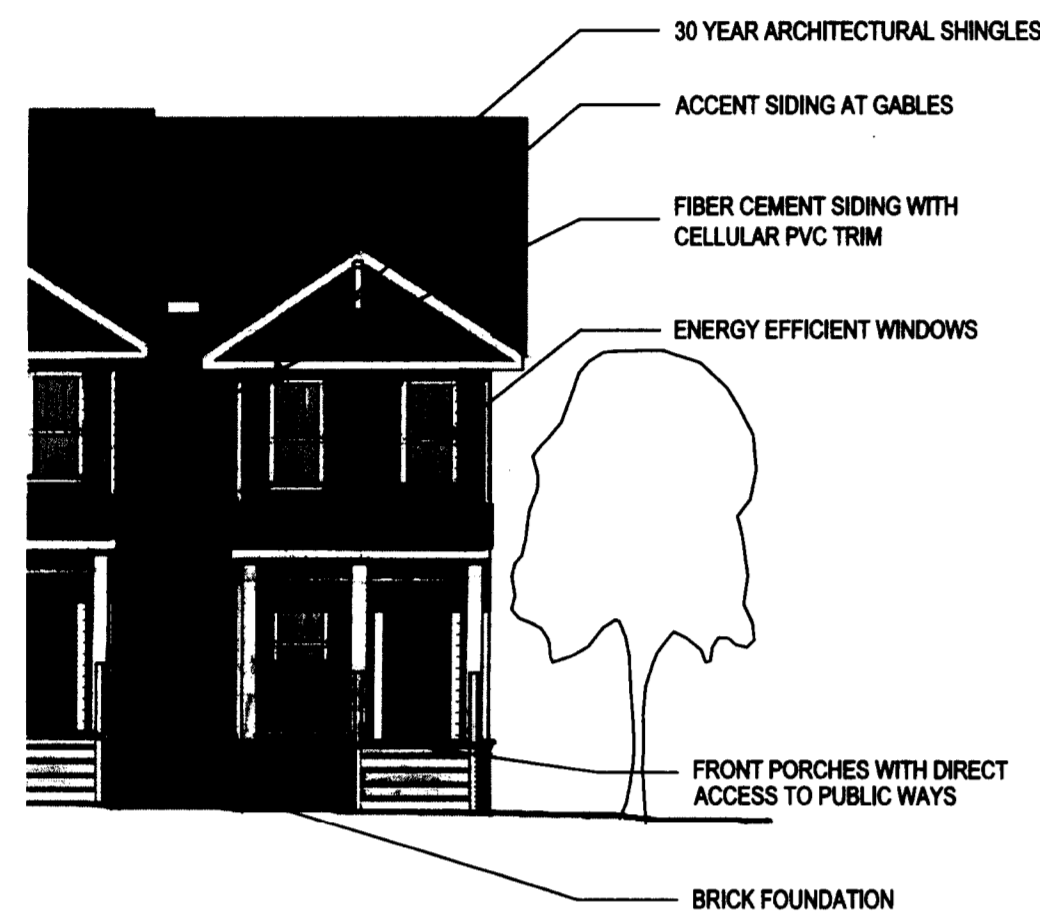 30 YEAR ARCHITECTURAL SHINGLES
ACCENT SIDING AT GABLES
FIBER CEMENT SIDING WITH
CELLULAR PVC TRIM
ENERGY EFFICIENT WINDOWS
FRONT PORCHES WITH DIRECT
ACCESS TO PUBLIC WAYS
BRICK FOUNDATION